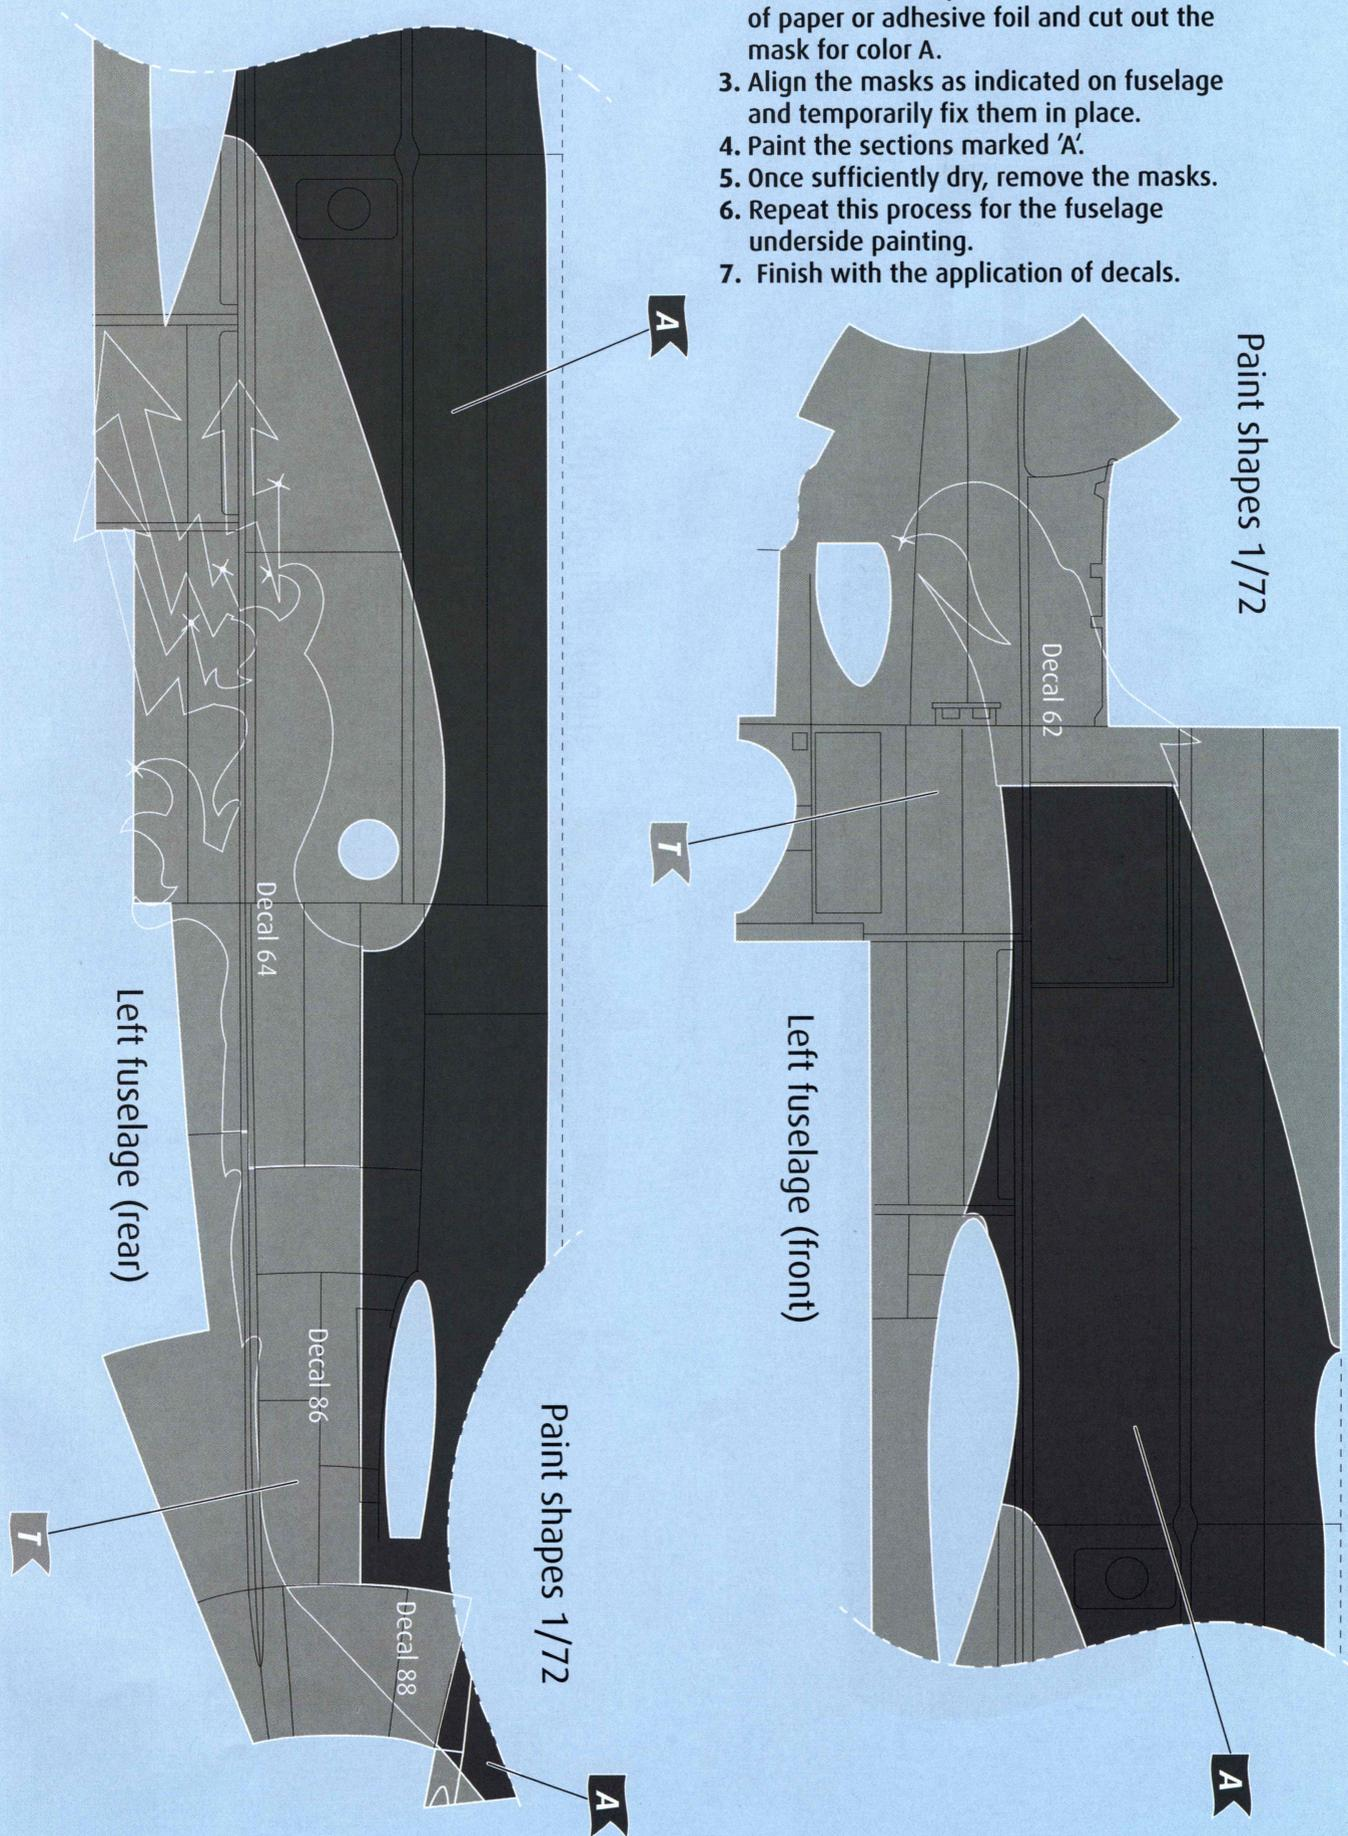 of paper or adhesive foil and cut out the
mask for color A.
3. Align the masks as indicated on fuselage
and temporarily fix them in place.
4. Paint the sections marked ‘A‘.
5. Once sufficiently dry, remove the masks.
6. Repeat this process for the fuselage
underside painting.
7. Finish with the application of decals.
Paint shapes 1/72
A
Decal 62
T
Decal 64
Left fuselage (rear)
Left fuselage (front)
Decal 86
Paint shapes 1/72
T
Decal 88
A
A